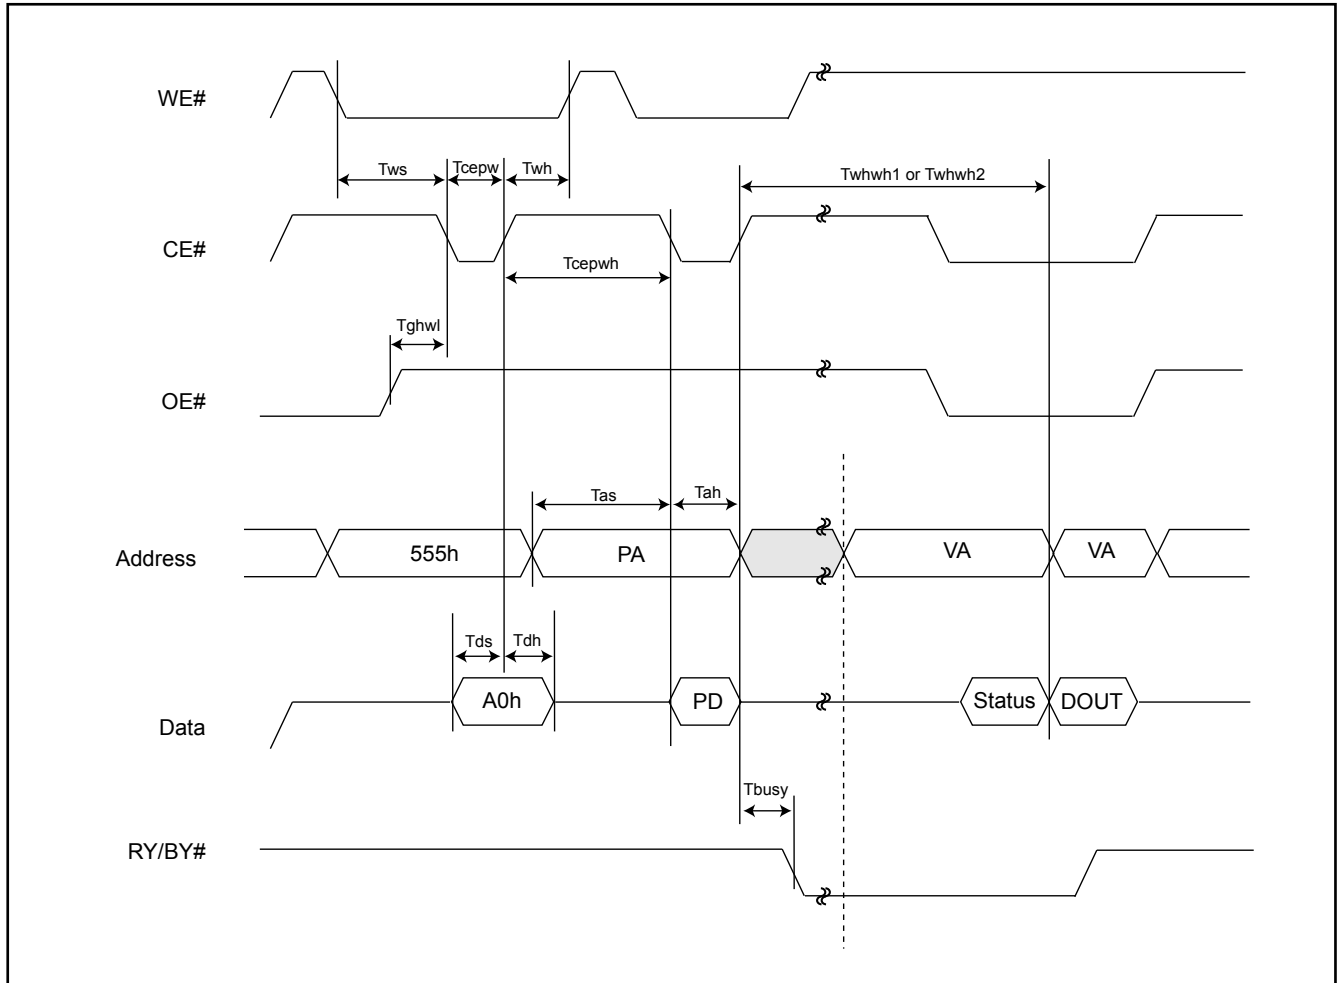 WE#
Tws
Tcepw
Twh
Twhwh1 or Twhwh2
CE#
Tcepwh
Tghwl
OE#
Tas
Tah
Address
555h
PA
VA
VA
Tds
Tdh
Data
A0h
PD
Status
DOUT
Tbusy
RY/BY#